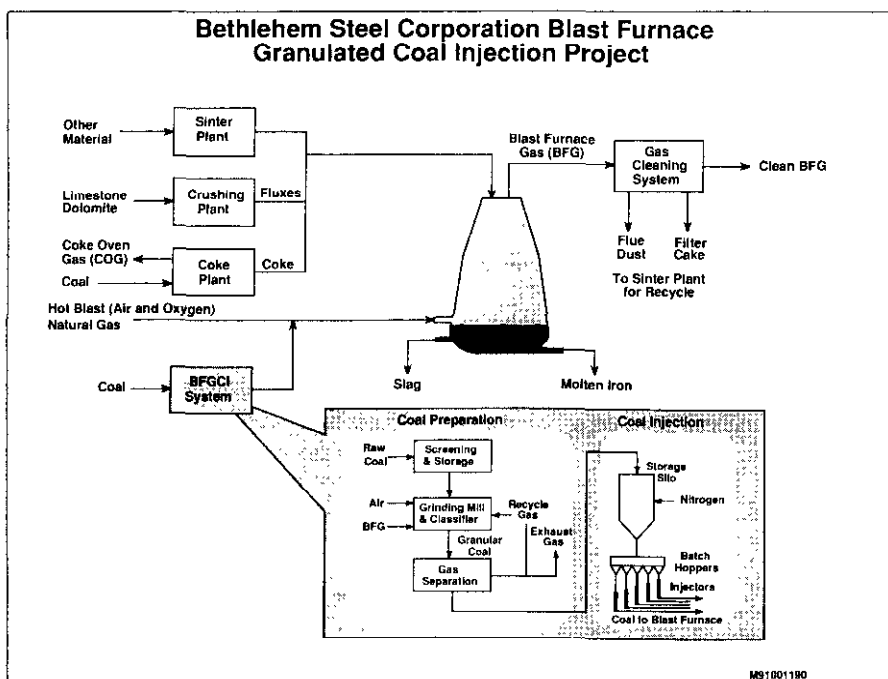 Bethlehem Steel Corporation Blast Furnace
Granulated Coal Injection Project
Other
Material
Sinter
Plant
Limestone
Dolomite
Crushing
Plant
Fluxes
Coke Oven
Gas (COG)
Coal
Coke
Plant
Coke
Hot Blast (Air and Oxygen)
Natural Gas
Blast Furnace
Gas (BFG)
Gas
Cleaning
System
Clean BFG
Flue
Dust
Filter
Cake
To Sinter Plant
for Recycle
Coal
BFGCI
System
Slag
Molten Iron
Coal Preparation
Raw
Coal
Screening
& Storage
Air
BFG
Grinding Mill
& Classifier
Recycle
Gas
Exhaust
Gas
Granular
Coal
Gas
Separation
Coal Injection
Storage
Silo
Nitrogen
Batch
Hoppers
Injectors
Coal to Blast Furnace
M91001190